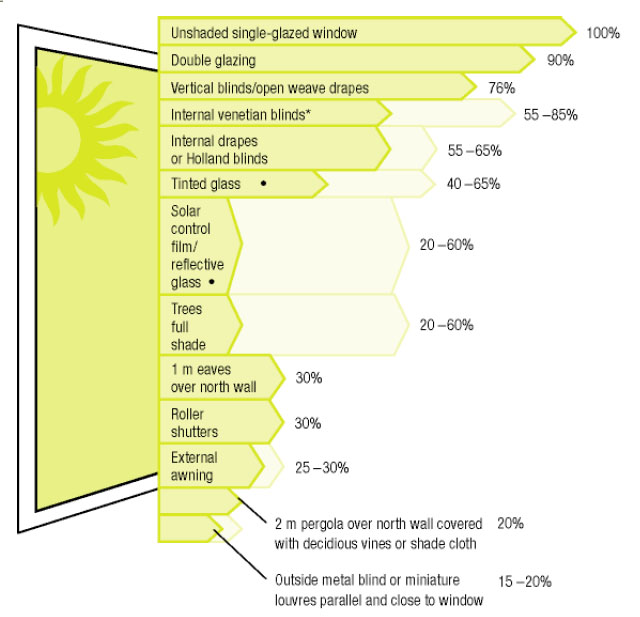 Unshaded single-glazed window 100%
Double glazing 90%
Vertical blinds/open weave drapes 76%
Internal venetian blinds* 55–85%
Internal drapes
or Holland blinds 55–65%
Tinted glass • 40–65%
Solar
control
film/
reflective
glass •
20–60%
Trees
full
shade
20–60%
1 m eaves
over north wall
30%
Roller
shutters
30%
External
awning
25–30%
2 m pergola over north wall covered 20%
with decidious vines or shade cloth
Outside metal blind or miniature 15–20%
louvres parallel and close to window